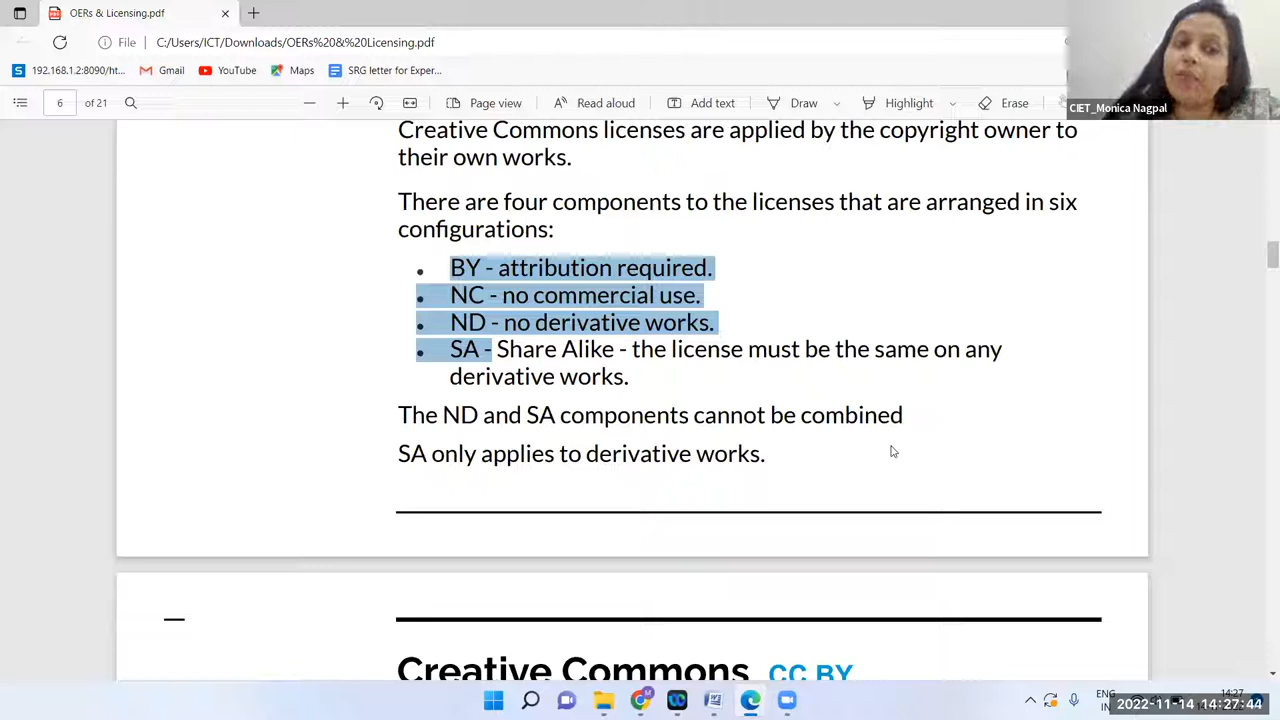 OERs & Licensing.pdf
File C:/Users/ICT/Downloads/OERs%20&%20Licensing.pdf
192.168.1.2:8090/ht... Gmail YouTube Maps SRG letter for Exper...
6 of 21 Page view Read aloud Add text Draw Highlight Erase
CIET_Monica Nagpal
Creative Commons licenses are applied by the copyright owner to
their own works.
There are four components to the licenses that are arranged in six
configurations:
• BY - attribution required.
• NC - no commercial use.
• ND - no derivative works.
• SA - Share Alike - the license must be the same on any
derivative works.
The ND and SA components cannot be combined
SA only applies to derivative works.
Creative Commons CC BY
ENG
14:27
2022-11-14 14:27:44